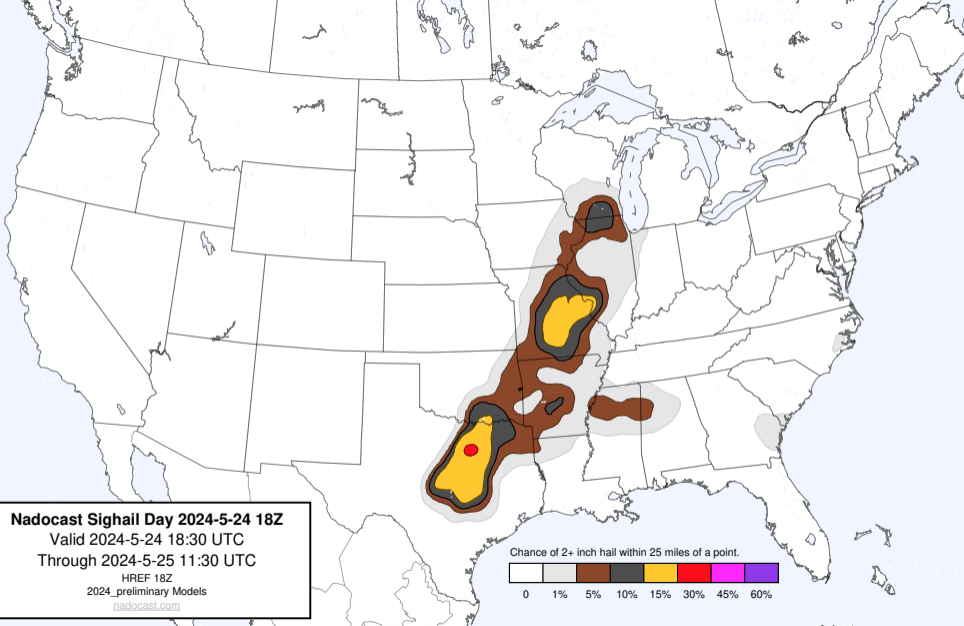 Nadocast Sighail Day 2024-5-24 18Z
Valid 2024-5-24 18:30 UTC
Through 2024-5-25 11:30 UTC
HREF 18Z
2024_preliminary Models
nadocast.com
Chance of 2+ inch hail within 25 miles of a point.
0 1% 5% 10% 15% 30% 45% 60%